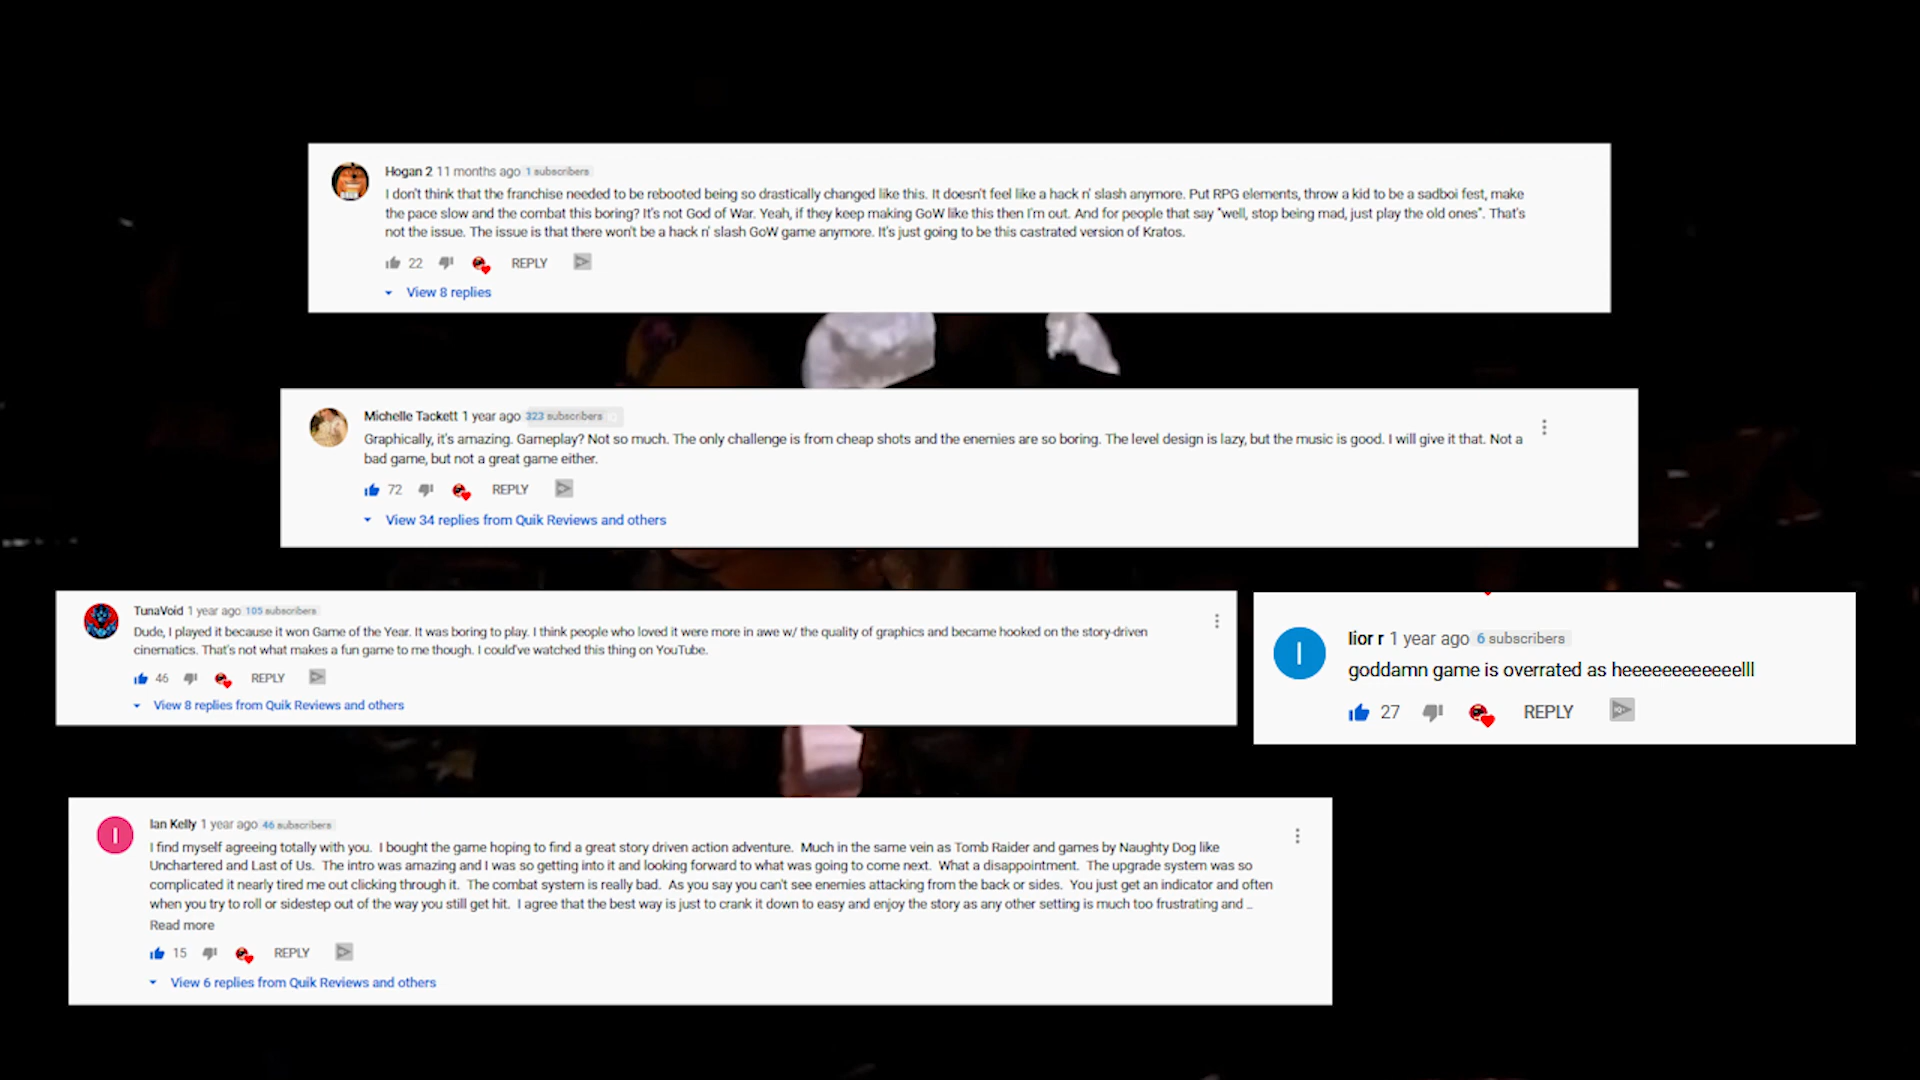 Hogan 2 11 months ago 1 subscribers
I don't think that the franchise needed to be rebooted being so drastically changed like this. It doesn't feel like a hack n' slash anymore. Put RPG elements, throw a kid to be a sadboi fest, make
the pace slow and the combat this boring? It's not God of War. Yeah, if they keep making GoW like this then I'm out. And for people that say "well, stop being mad, just play the old ones". That's
not the issue. The issue is that there won't be a hack n' slash GoW game anymore. It's just going to be this castrated version of Kratos.
22 REPLY
View 8 replies
Michelle Tackett 1 year ago 323 subscribers
Graphically, it's amazing. Gameplay? Not so much. The only challenge is from cheap shots and the enemies are so boring. The level design is lazy, but the music is good. I will give it that. Not a
bad game, but not a great game either.
72 REPLY
View 34 replies from Quik Reviews and others
TunaVoid 1 year ago 105 subscribers
Dude, I played it because it won Game of the Year. It was boring to play. I think people who loved it were more in awe w/ the quality of graphics and became hooked on the story-driven
cinematics. That's not what makes a fun game to me though. I could've watched this thing on YouTube.
46 REPLY
View 8 replies from Quik Reviews and others
lior r 1 year ago 6 subscribers
goddamn game is overrated as heeeeeeeeeeeelll
27 REPLY
Ian Kelly 1 year ago 46 subscribers
I find myself agreeing totally with you. I bought the game hoping to find a great story driven action adventure. Much in the same vein as Tomb Raider and games by Naughty Dog like
Unchartered and Last of Us. The intro was amazing and I was so getting into it and looking forward to what was going to come next. What a disappointment. The upgrade system was so
complicated it nearly tired me out clicking through it. The combat system is really bad. As you say you can't see enemies attacking from the back or sides. You just get an indicator and often
when you try to roll or sidestep out of the way you still get hit. I agree that the best way is just to crank it down to easy and enjoy the story as any other setting is much too frustrating and ...
Read more
15 REPLY
View 6 replies from Quik Reviews and others